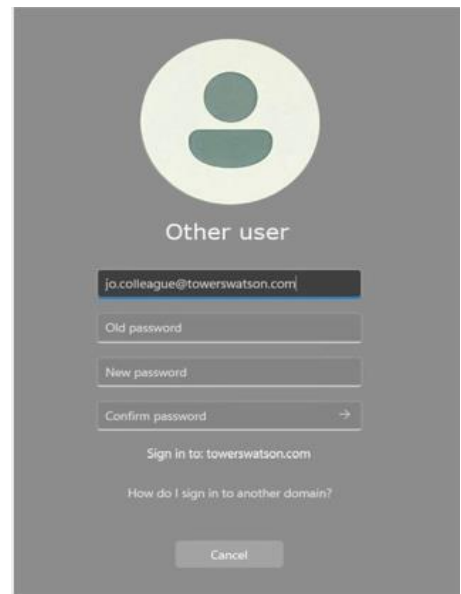 Other user
jo.colleague@towerswatson.com
Old password
New password
Confirm password
Sign in to: towerswatson.com
How do I sign in to another domain?
Cancel